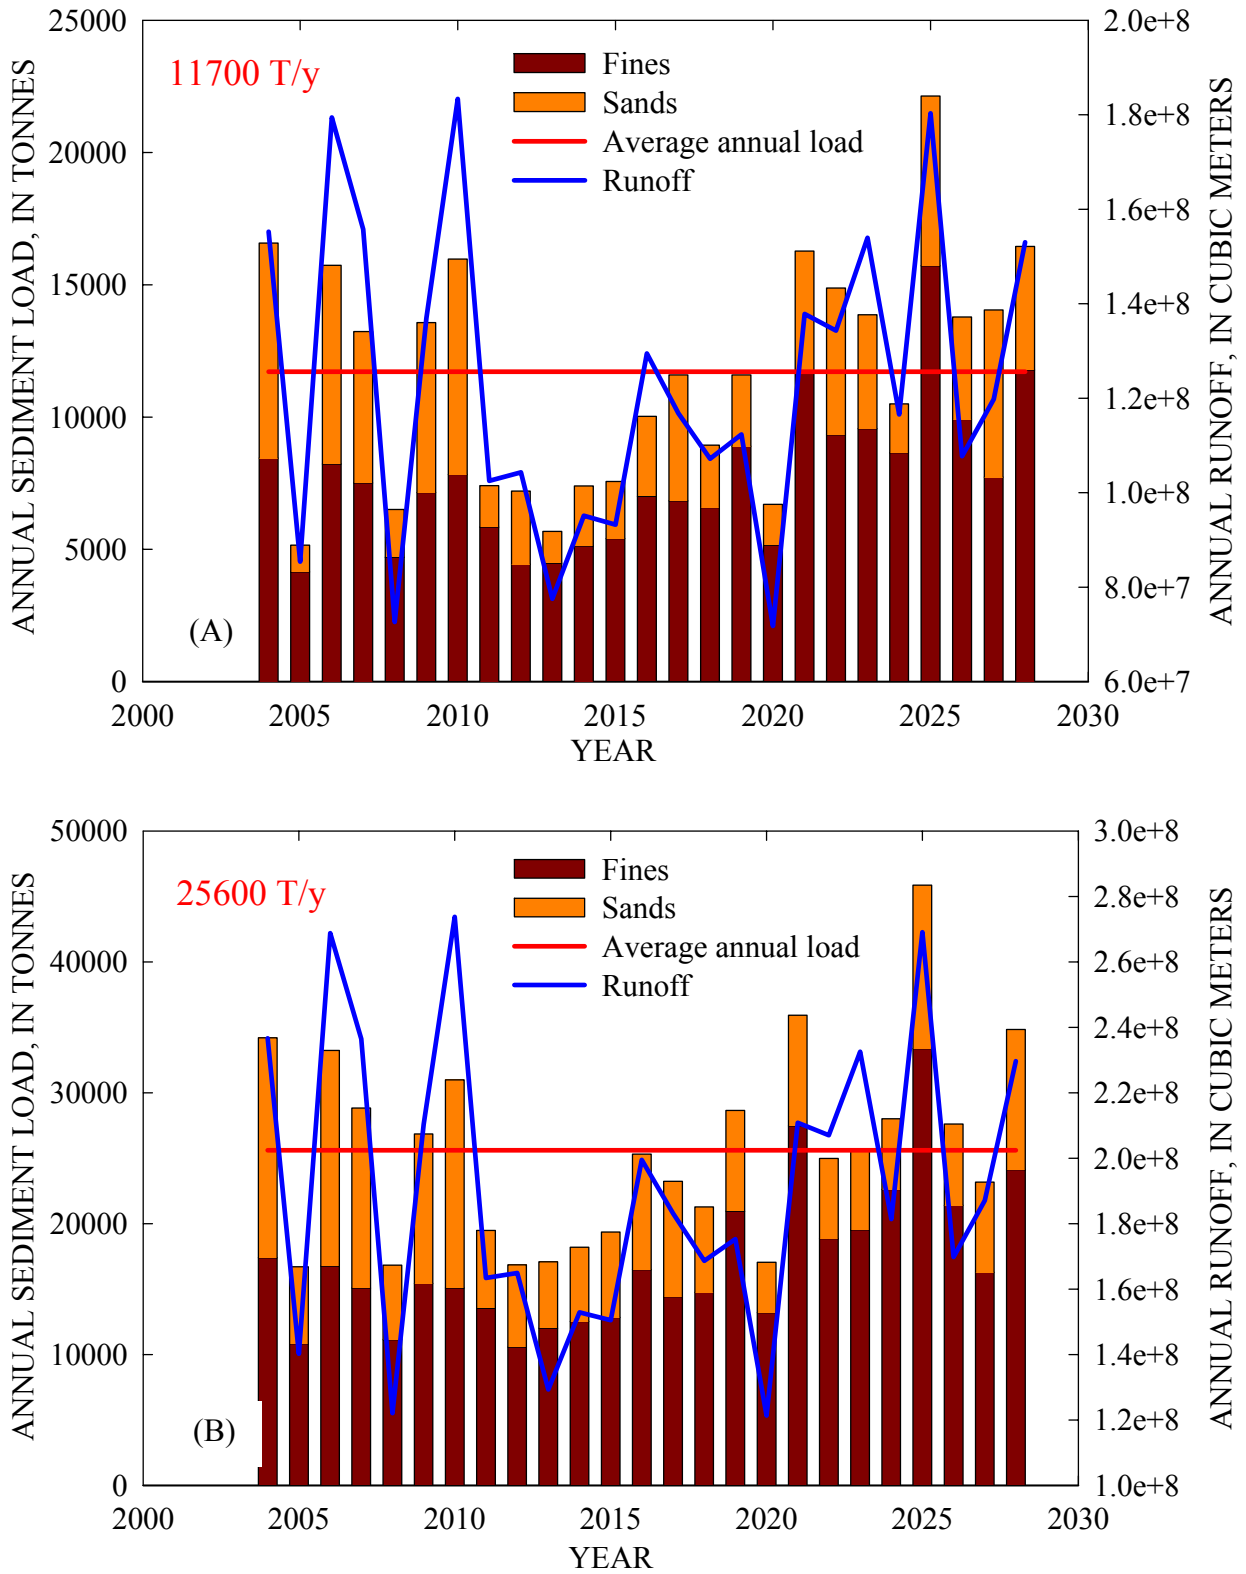 25000
20000
15000
10000
5000
0
ANNUAL SEDIMENT LOAD, IN TONNES
11700 T/y
Fines
Sands
Average annual load
Runoff
(A)
2.0e+8
1.8e+8
1.6e+8
1.4e+8
1.2e+8
1.0e+8
8.0e+7
6.0e+7
ANNUAL RUNOFF, IN CUBIC METERS
2000 2005 2010 2015 2020 2025 2030
YEAR
50000
40000
30000
20000
10000
0
ANNUAL SEDIMENT LOAD, IN TONNES
25600 T/y
Fines
Sands
Average annual load
Runoff
(B)
3.0e+8
2.8e+8
2.6e+8
2.4e+8
2.2e+8
2.0e+8
1.8e+8
1.6e+8
1.4e+8
1.2e+8
1.0e+8
ANNUAL RUNOFF, IN CUBIC METERS
2000 2005 2010 2015 2020 2025 2030
YEAR